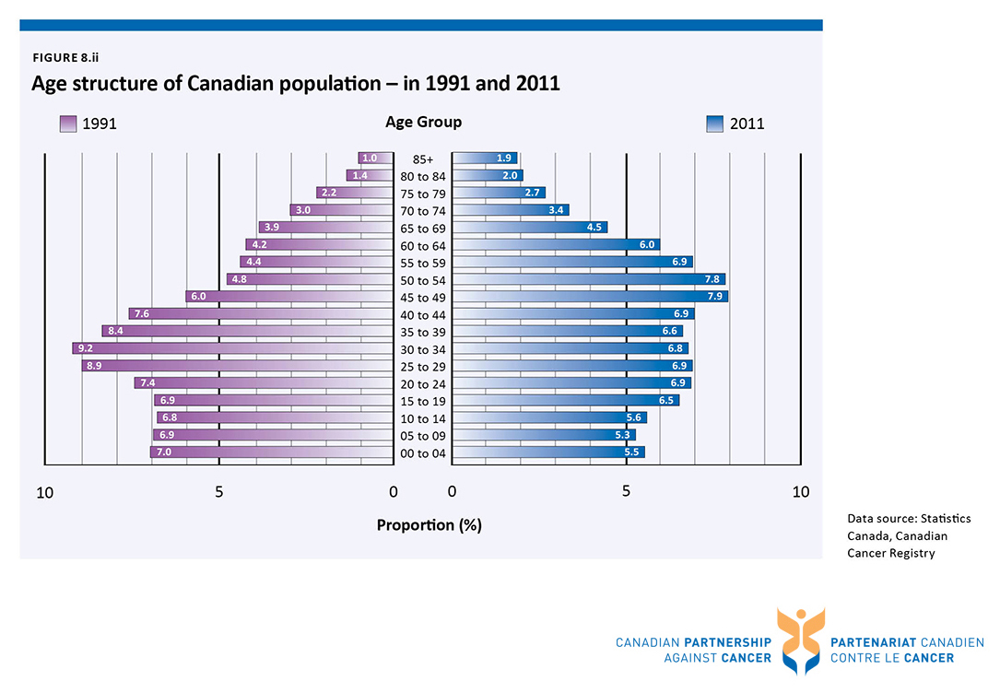 FIGURE 8.ii
Age structure of Canadian population – in 1991 and 2011
1991 Age Group 2011
1.0 85+ 1.9
1.4 80 to 84 2.0
2.2 75 to 79 2.7
3.0 70 to 74 3.4
3.9 65 to 69 4.5
4.2 60 to 64 6.0
4.4 55 to 59 6.9
4.8 50 to 54 7.8
6.0 45 to 49 7.9
7.6 40 to 44 6.9
8.4 35 to 39 6.6
9.2 30 to 34 6.8
8.9 25 to 29 6.9
7.4 20 to 24 6.9
6.9 15 to 19 6.5
6.8 10 to 14 5.6
6.9 05 to 09 5.3
7.0 00 to 04 5.5
10 5 0 0 5 10
Proportion (%)
Data source: Statistics
Canada, Canadian
Cancer Registry
CANADIAN PARTNERSHIP
AGAINST CANCER
PARTENARIAT CANADIEN
CONTRE LE CANCER